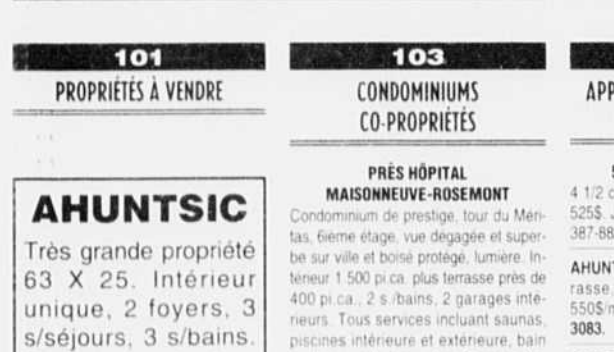 101
PROPRIÉTÉS À VENDRE
AHUNTSIC
Très grande propriété
63 X 25. Intérieur
unique, 2 foyers, 3
s/séjours, 3 s/bains.
103
CONDOMINIUMS
CO-PROPRIÉTÉS
PRÈS HÔPITAL
MAISONNEUVE-ROSEMONT
Condominium de prestige, tour du Méri-
tas, 6ième étage, vue dégagée et super-
be sur ville et boisé protégé, lumière. In-
térieur 1 500 pi.ca. plus terrasse près de
400 pi.ca., 2 s./bains, 2 garages inté-
rieurs. Tous services incluant saunas,
piscines intérieure et extérieure, bain
APP
4 1/2
525$.
387-88
AHUNT
rasse,
550$/m
3083.